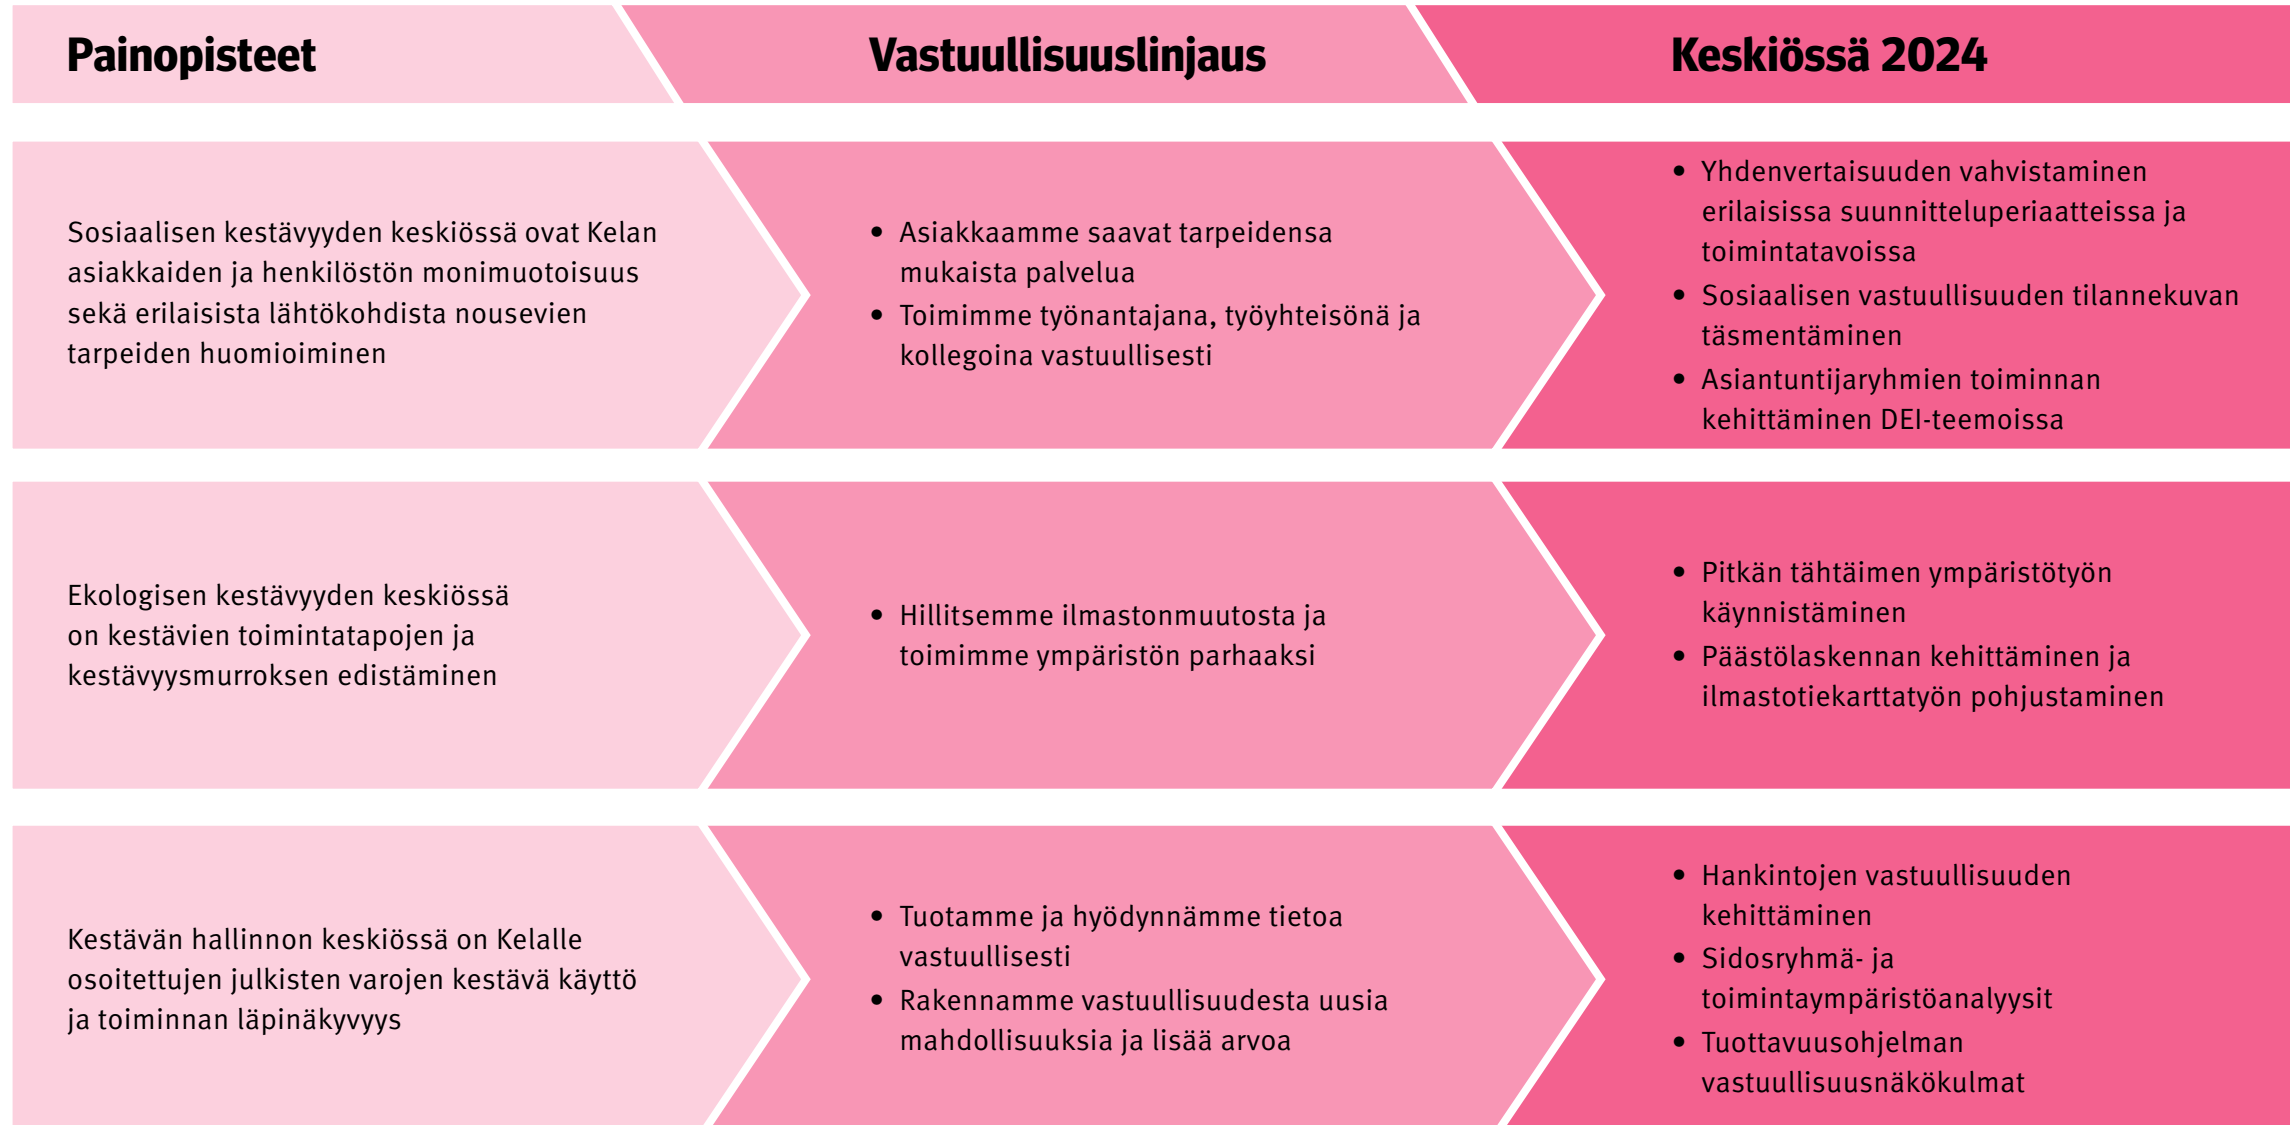 Painopisteet
Vastuullisuuslinjaus
Keskiössä 2024
Sosiaalisen kestävyyden keskiössä ovat Kelan
asiakkaiden ja henkilöstön monimuotoisuus
sekä erilaisista lähtökohdista nousevien
tarpeiden huomioiminen
• Asiakkaamme saavat tarpeidensa
mukaista palvelua
• Toimimme työnantajana, työyhteisönä ja
kollegoina vastuullisesti
• Yhdenvertaisuuden vahvistaminen
erilaisissa suunnitteluperiaatteissa ja
toimintatavoissa
• Sosiaalisen vastuullisuuden tilannekuvan
täsmentäminen
• Asiantuntijaryhmien toiminnan
kehittäminen DEI-teemoissa
Ekologisen kestävyyden keskiössä
on kestävien toimintatapojen ja
kestävyysmurroksen edistäminen
• Hillitsemme ilmastonmuutosta ja
toimimme ympäristön parhaaksi
• Pitkän tähtäimen ympäristötyön
käynnistäminen
• Päästölaskennan kehittäminen ja
ilmastotiekarttatyön pohjustaminen
Kestävän hallinnon keskiössä on Kelalle
osoitettujen julkisten varojen kestävä käyttö
ja toiminnan läpinäkyvyys
• Tuotamme ja hyödynnämme tietoa
vastuullisesti
• Rakennamme vastuullisuudesta uusia
mahdollisuuksia ja lisää arvoa
• Hankintojen vastuullisuuden
kehittäminen
• Sidosryhmä- ja
toimintaympäristöanalyysit
• Tuottavuusohjelman
vastuullisuusnäkökulmat